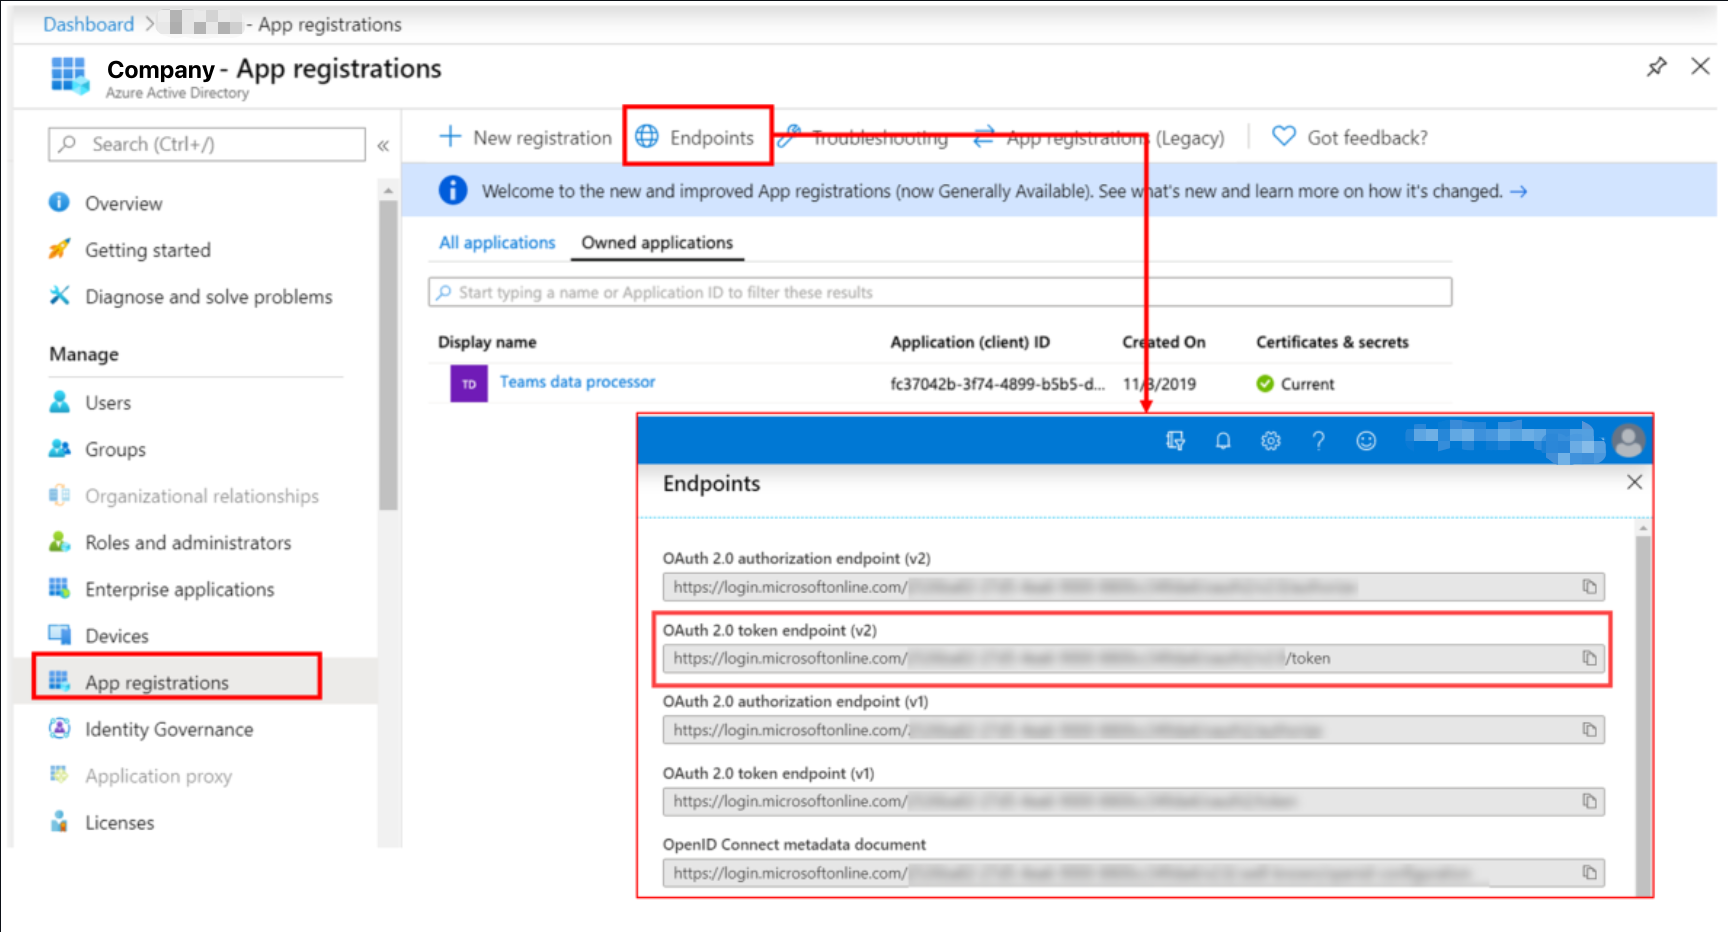 Dashboard > - App registrations
Company - App registrations
Azure Active Directory
Search (Ctrl+/)
«
Overview
Getting started
Diagnose and solve problems
Manage
Users
Groups
Organizational relationships
Roles and administrators
Enterprise applications
Devices
App registrations
Identity Governance
Application proxy
Licenses
New registration
Endpoints
Troubleshooting
App registrations (Legacy)
Got feedback?
Welcome to the new and improved App registrations (now Generally Available). See what's new and learn more on how it's changed. →
All applications
Owned applications
Start typing a name or Application ID to filter these results
Display name Application (client) ID Created On Certificates & secrets
TD Teams data processor fc37042b-3f74-4899-b5b5-d... 11/3/2019 Current
Endpoints
OAuth 2.0 authorization endpoint (v2)
https://login.microsoftonline.com/
OAuth 2.0 token endpoint (v2)
https://login.microsoftonline.com/ /token
OAuth 2.0 authorization endpoint (v1)
https://login.microsoftonline.com/
OAuth 2.0 token endpoint (v1)
https://login.microsoftonline.com/
OpenID Connect metadata document
https://login.microsoftonline.com/